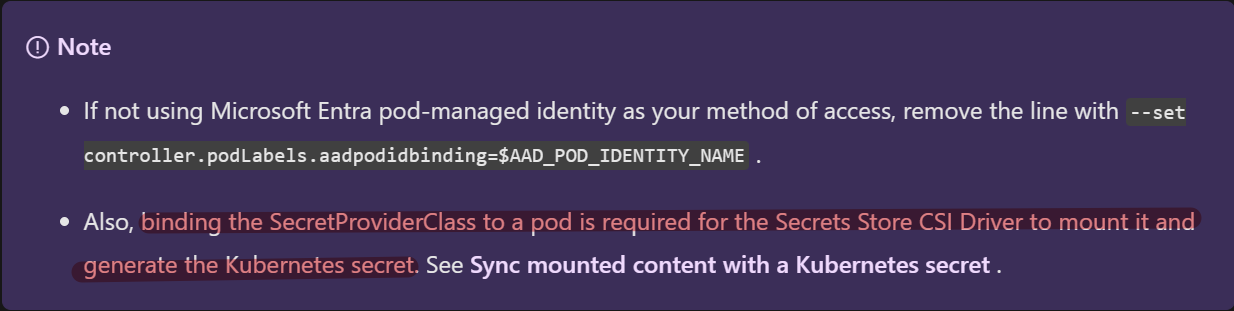 Note
If not using Microsoft Entra pod-managed identity as your method of access, remove the line with --set
controller.podLabels.aadpodidbinding=$AAD_POD_IDENTITY_NAME .
Also, binding the SecretProviderClass to a pod is required for the Secrets Store CSI Driver to mount it and
generate the Kubernetes secret. See Sync mounted content with a Kubernetes secret .